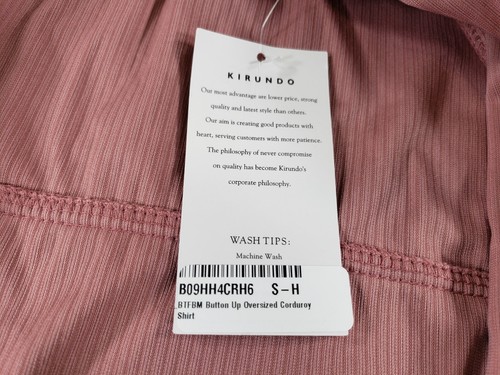 KIRUNDO
Our most advantage are lower price, strong
quality and latest style than others.
Our aim is creating good products with
heart, serving customers with more patience.
The philosophy of never compromise
on quality has become Kirundo's
corporate philosophy.
WASH TIPS:
Machine Wash
B09HH4CRH6 S-H
BTFBM Button Up Oversized Corduroy
Shirt